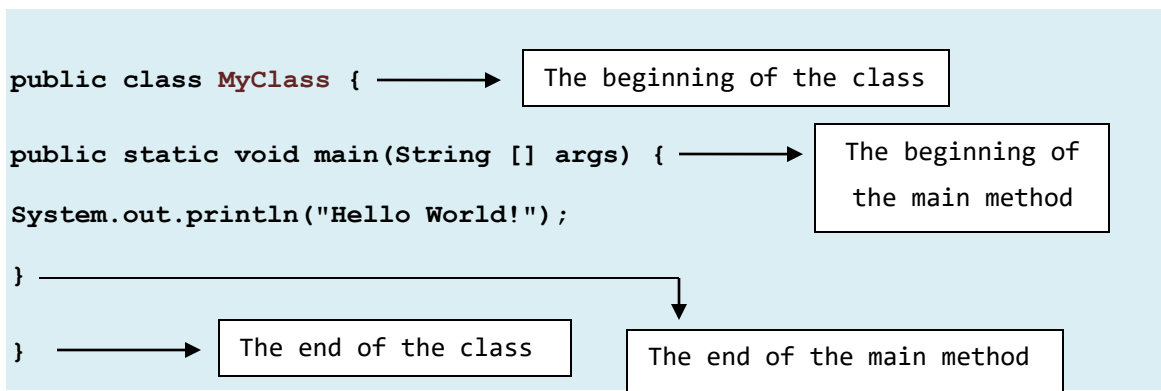 public class MyClass {
The beginning of the class
public static void main(String [] args) {
The beginning of
the main method
System.out.println("Hello World!");
}
}
The end of the class
The end of the main method